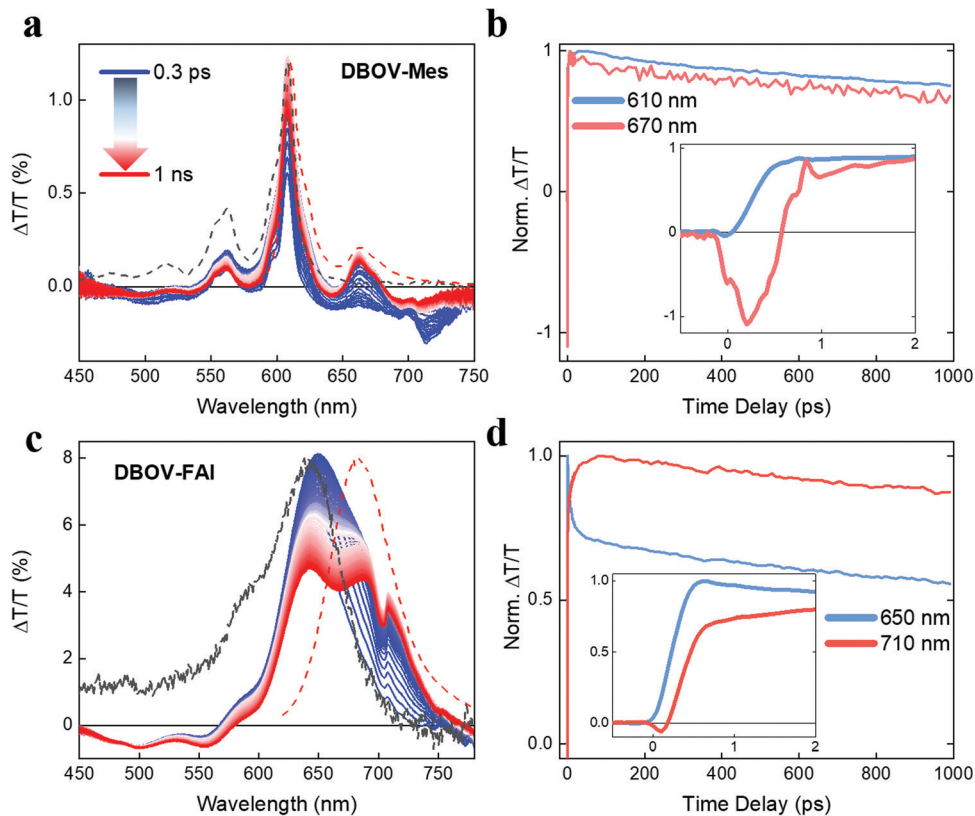 a
DBOV-Mes
0.3 ps
1 ns
ΔT/T (%)
1.0
0.5
0.0
450 500 550 600 650 700 750
Wavelength (nm)
b
610 nm
670 nm
Norm. ΔT/T
1
0
-1
1
0
-1
0 1 2
0 200 400 600 800 1000
Time Delay (ps)
c
DBOV-FAI
ΔT/T (%)
8
6
4
2
0
450 500 550 600 650 700 750
Wavelength (nm)
d
650 nm
710 nm
Norm. ΔT/T
1.0
0.5
0.0
1.0
0.5
0.0
0 1 2
0 200 400 600 800 1000
Time Delay (ps)